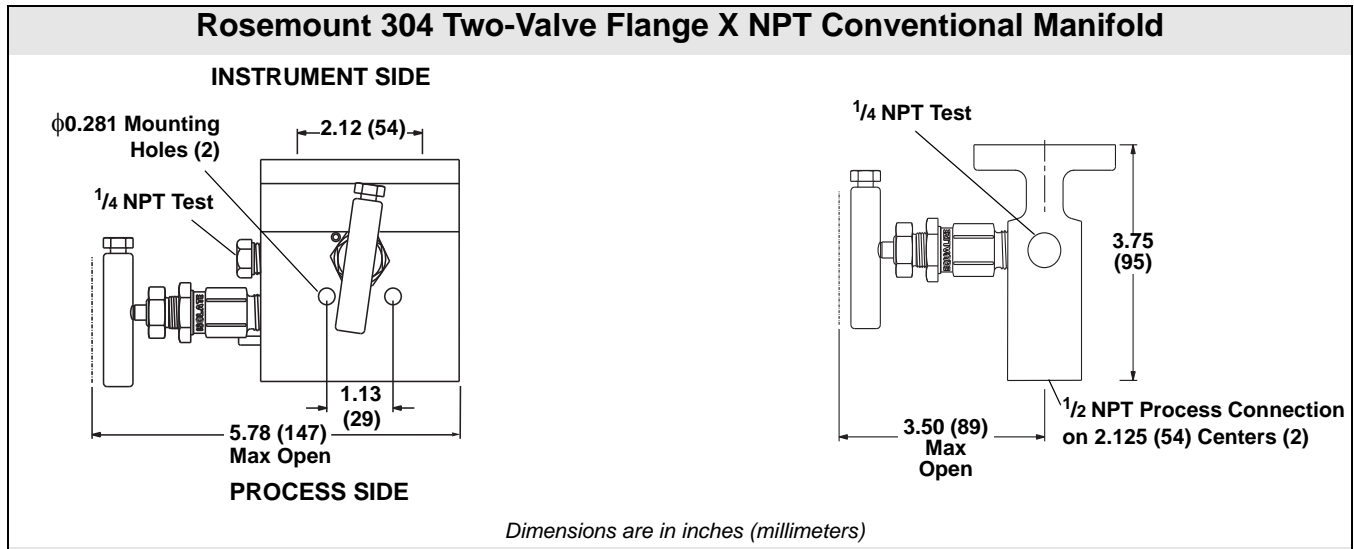 Rosemount 304 Two-Valve Flange X NPT Conventional Manifold
INSTRUMENT SIDE
ϕ0.281 Mounting
Holes (2)
2.12 (54)
1/4 NPT Test
ISOLATE
1.13
(29)
5.78 (147)
Max Open
PROCESS SIDE
1/4 NPT Test
EQUALIZE
3.75
(95)
3.50 (89)
Max
Open
1/2 NPT Process Connection
on 2.125 (54) Centers (2)
Dimensions are in inches (millimeters)